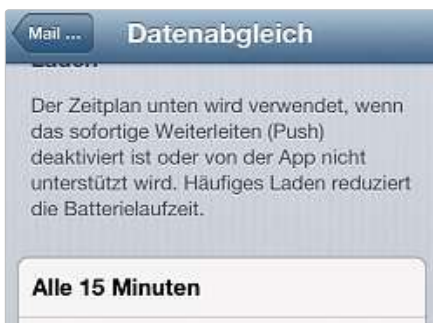 Mail ...
Datenabgleich
Laden
Der Zeitplan unten wird verwendet, wenn
das sofortige Weiterleiten (Push)
deaktiviert ist oder von der App nicht
unterstützt wird. Häufiges Laden reduziert
die Batterielaufzeit.
Alle 15 Minuten